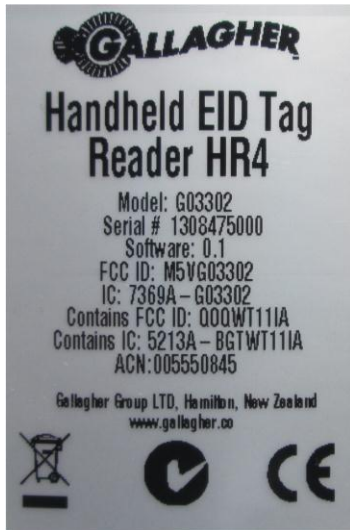 GALLAGHER
Handheld EID Tag
Reader HR4
Model: G03302
Serial # 1308475000
Software: 0.1
FCC ID: M5VG03302
IC: 7369A-G03302
Contains FCC ID: QOQWT11IA
Contains IC: 5213A-BGTWT11IA
ACN:005550845
Gallagher Group LTD, Hamilton, New Zealand
www.gallagher.co
CE